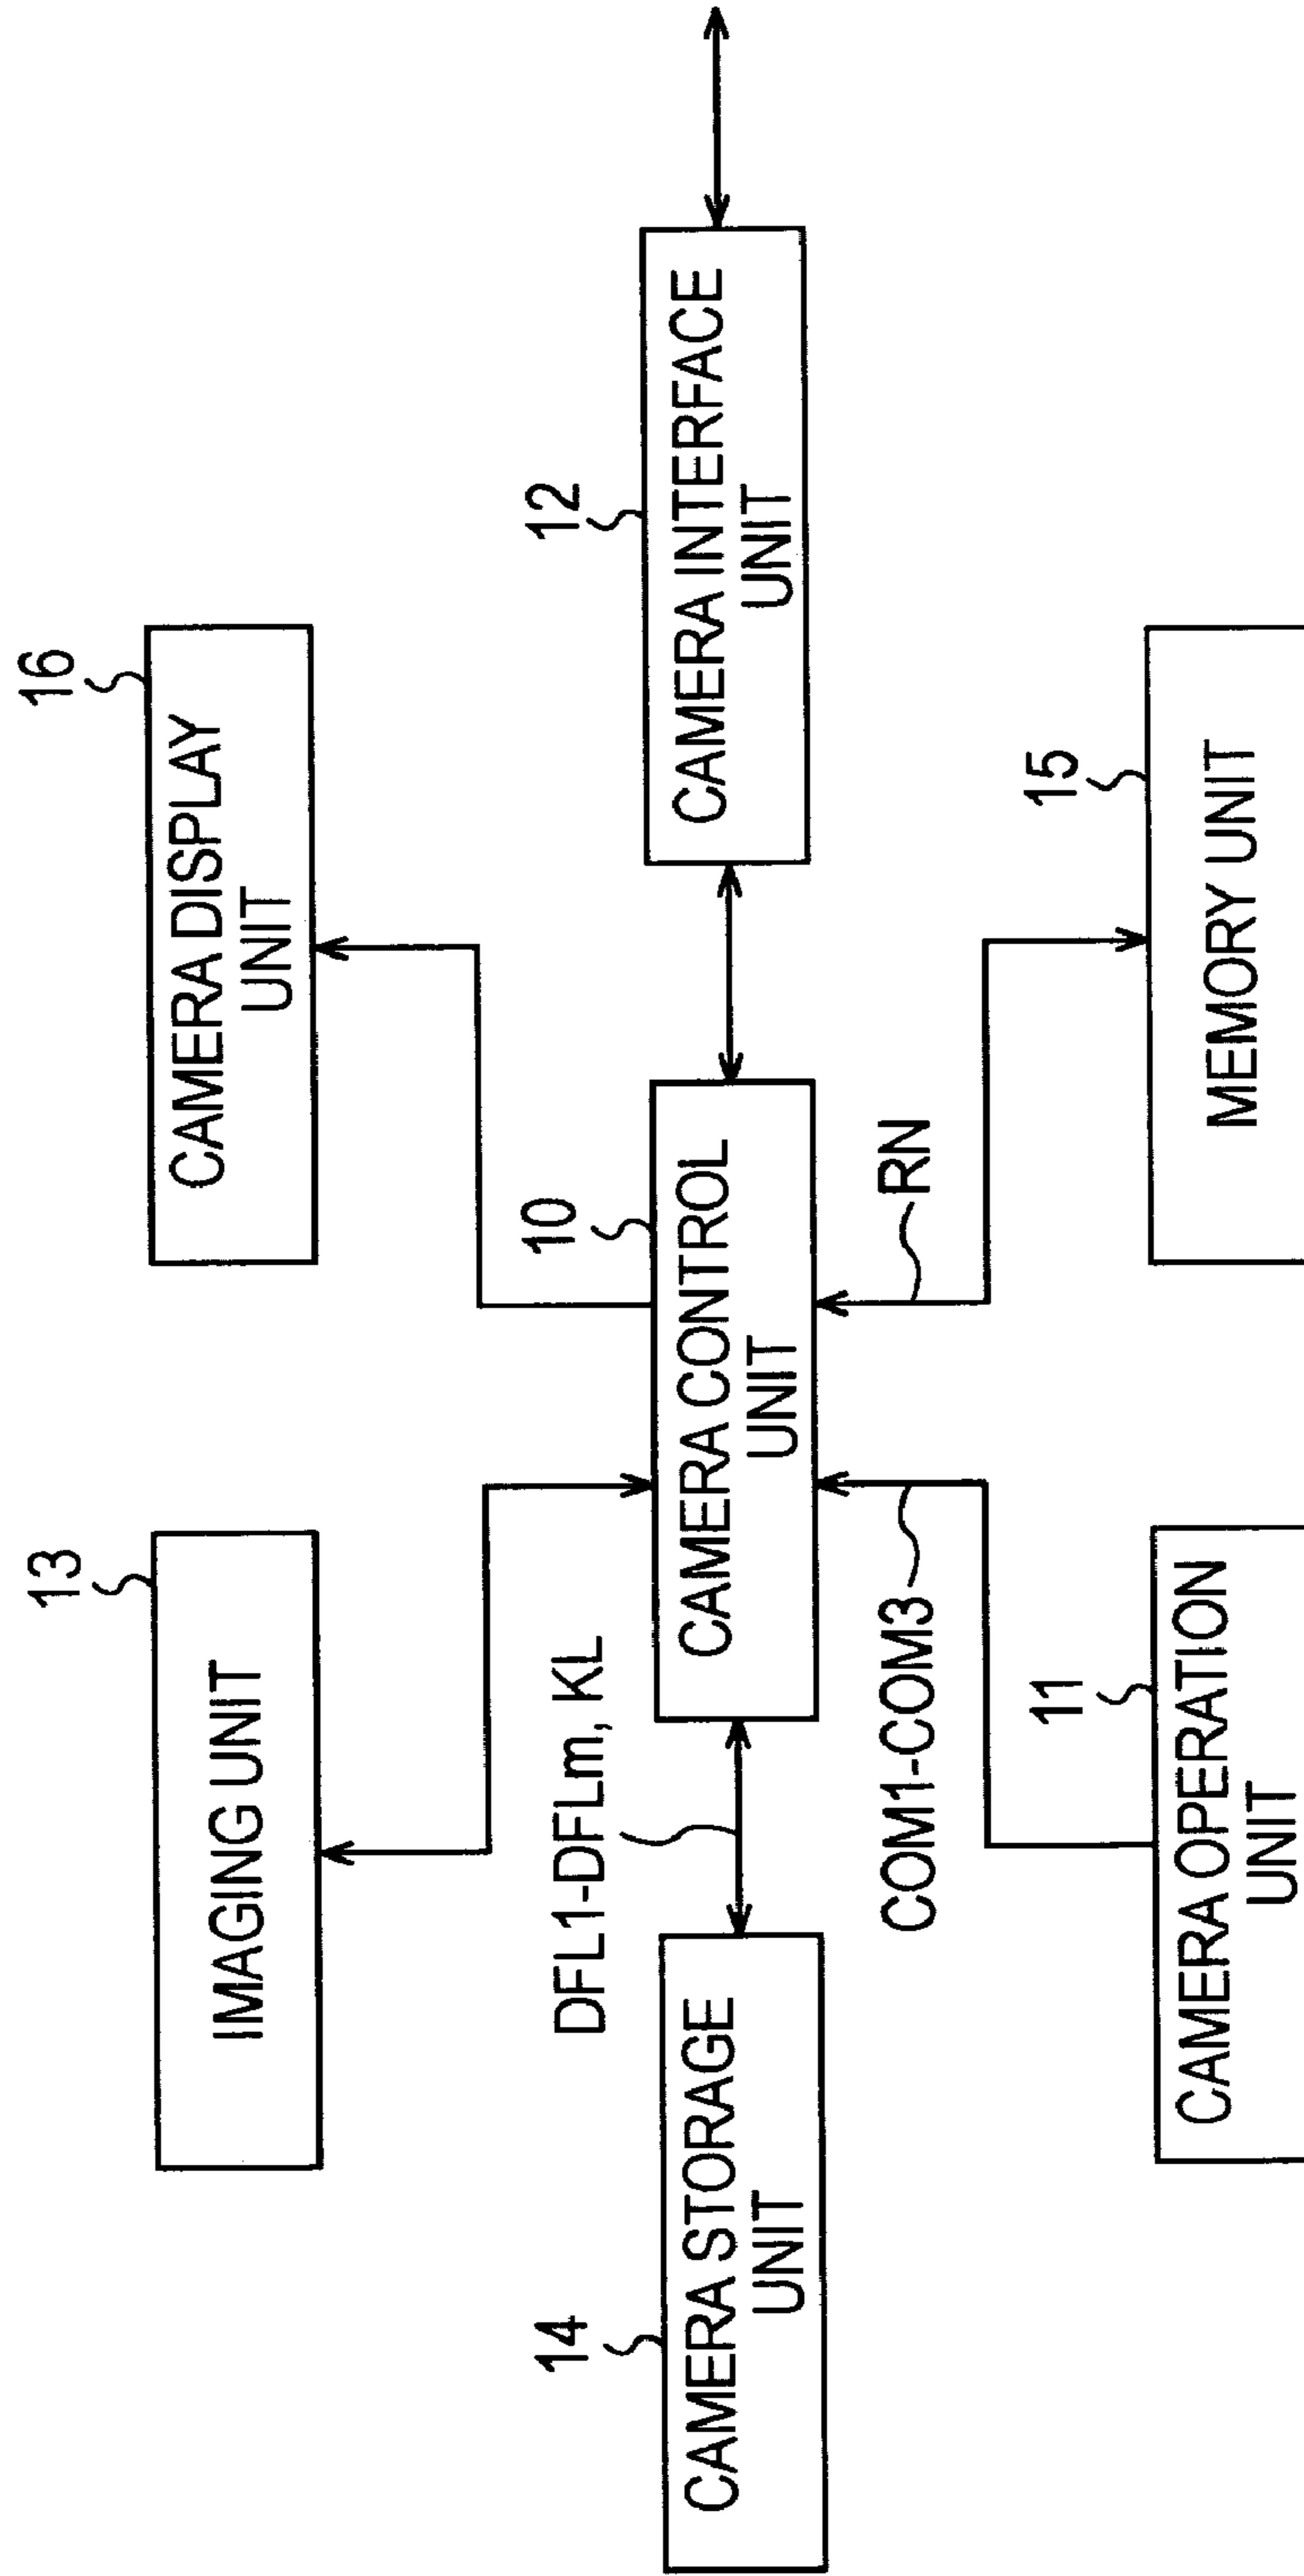 13
IMAGING UNIT
16
CAMERA DISPLAY
UNIT
14
CAMERA STORAGE
UNIT
DFL1-DFLm, KL
10
CAMERA CONTROL
UNIT
12
CAMERA INTERFACE
UNIT
COM1-COM3
RN
11
CAMERA OPERATION
UNIT
15
MEMORY UNIT